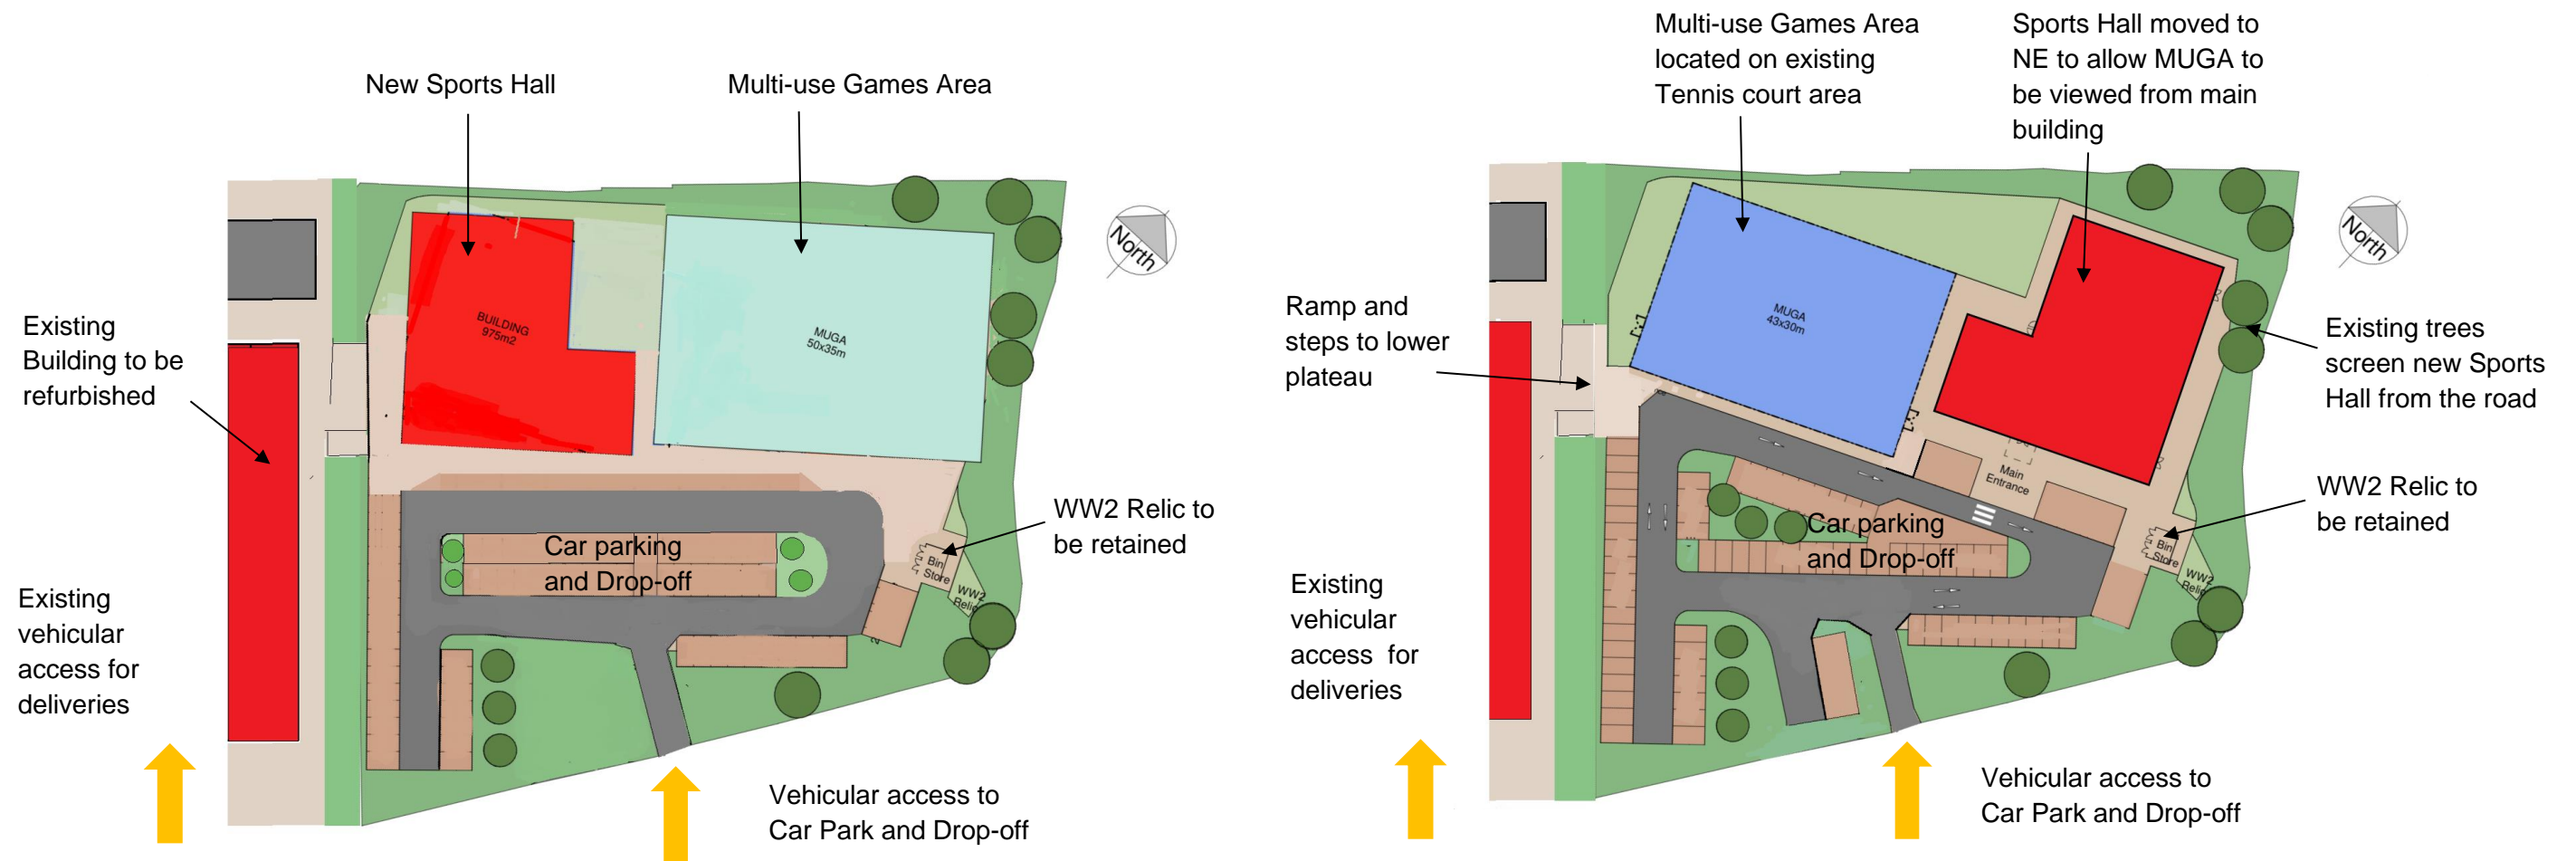 New Sports Hall
Multi-use Games Area
North
BUILDING
975m2
MUGA
50x35m
Existing
Building to be
refurbished
Car parking
and Drop-off
Bin
Store
WW2
Relic
WW2 Relic to
be retained
Existing
vehicular
access for
deliveries
Vehicular access to
Car Park and Drop-off
Multi-use Games Area
located on existing
Tennis court area
Sports Hall moved to
NE to allow MUGA to
be viewed from main
building
North
MUGA
43x30m
Ramp and
steps to lower
plateau
Existing trees
screen new Sports
Hall from the road
Main
Entrance
Car parking
and Drop-off
Bin
Store
WW2
Relic
WW2 Relic to
be retained
Existing
vehicular
access for
deliveries
Vehicular access to
Car Park and Drop-off